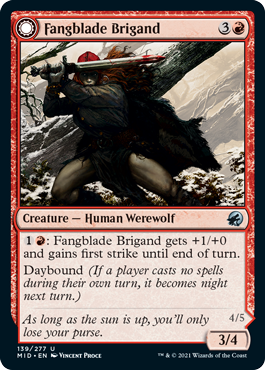 Fangblade Brigand 3
Creature — Human Werewolf
1 : Fangblade Brigand gets +1/+0
and gains first strike until end of turn.
Daybound (If a player casts no spells
during their own turn, it becomes night
next turn.)
As long as the sun is up, you'll only
lose your purse.
4/5
3/4
139/277 U
MID • EN VINCENT PROCE
™ & © 2021 Wizards of the Coast